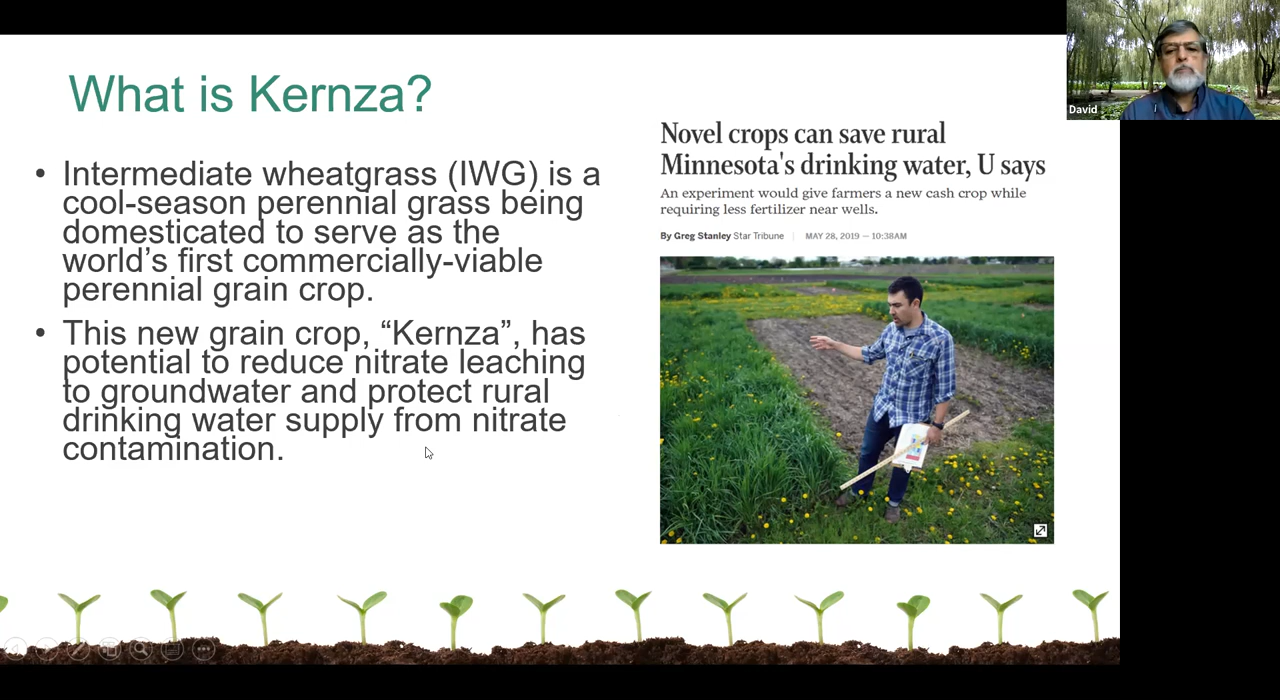 What is Kernza?
• Intermediate wheatgrass (IWG) is a
cool-season perennial grass being
domesticated to serve as the
world’s first commercially-viable
perennial grain crop.
• This new grain crop, “Kernza”, has
potential to reduce nitrate leaching
to groundwater and protect rural
drinking water supply from nitrate
contamination.
Novel crops can save rural
Minnesota's drinking water, U says
An experiment would give farmers a new cash crop while
requiring less fertilizer near wells.
By Greg Stanley Star Tribune | MAY 28, 2019 — 10:38AM
David